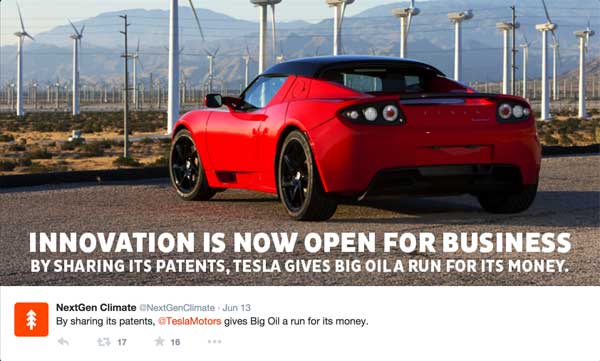 INNOVATION IS NOW OPEN FOR BUSINESS
BY SHARING ITS PATENTS, TESLA GIVES BIG OIL A RUN FOR ITS MONEY.
NextGen Climate @NextGenClimate · Jun 13
By sharing its patents, @TeslaMotors gives Big Oil a run for its money.
17
16